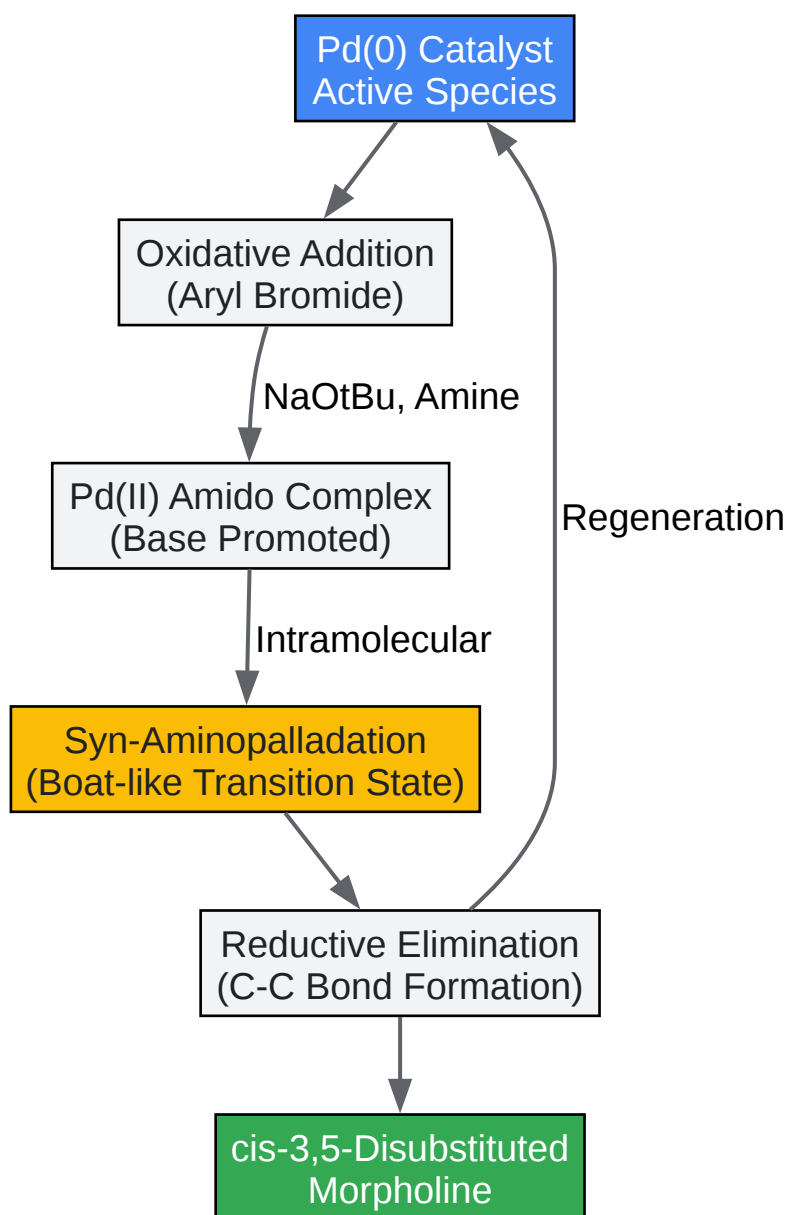 Pd(0) Catalyst
Active Species
Oxidative Addition
(Aryl Bromide)
NaOtBu, Amine
Pd(II) Amido Complex
(Base Promoted)
Regeneration
Intramolecular
Syn-Aminopalladation
(Boat-like Transition State)
Reductive Elimination
(C-C Bond Formation)
cis-3,5-Disubstituted
Morpholine